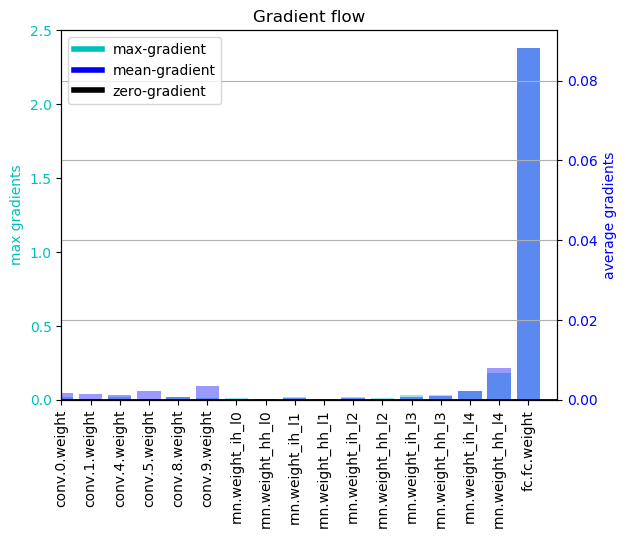 Gradient flow
max-gradient
mean-gradient
zero-gradient
max gradients
2.5
2.0
1.5
1.0
0.5
0.0
average gradients
0.08
0.06
0.04
0.02
0.00
conv.0.weight
conv.1.weight
conv.4.weight
conv.5.weight
conv.8.weight
conv.9.weight
rnn.weight_ih_l0
rnn.weight_hh_l0
rnn.weight_ih_l1
rnn.weight_hh_l1
rnn.weight_ih_l2
rnn.weight_hh_l2
rnn.weight_ih_l3
rnn.weight_hh_l3
rnn.weight_ih_l4
rnn.weight_hh_l4
fc.fc.weight